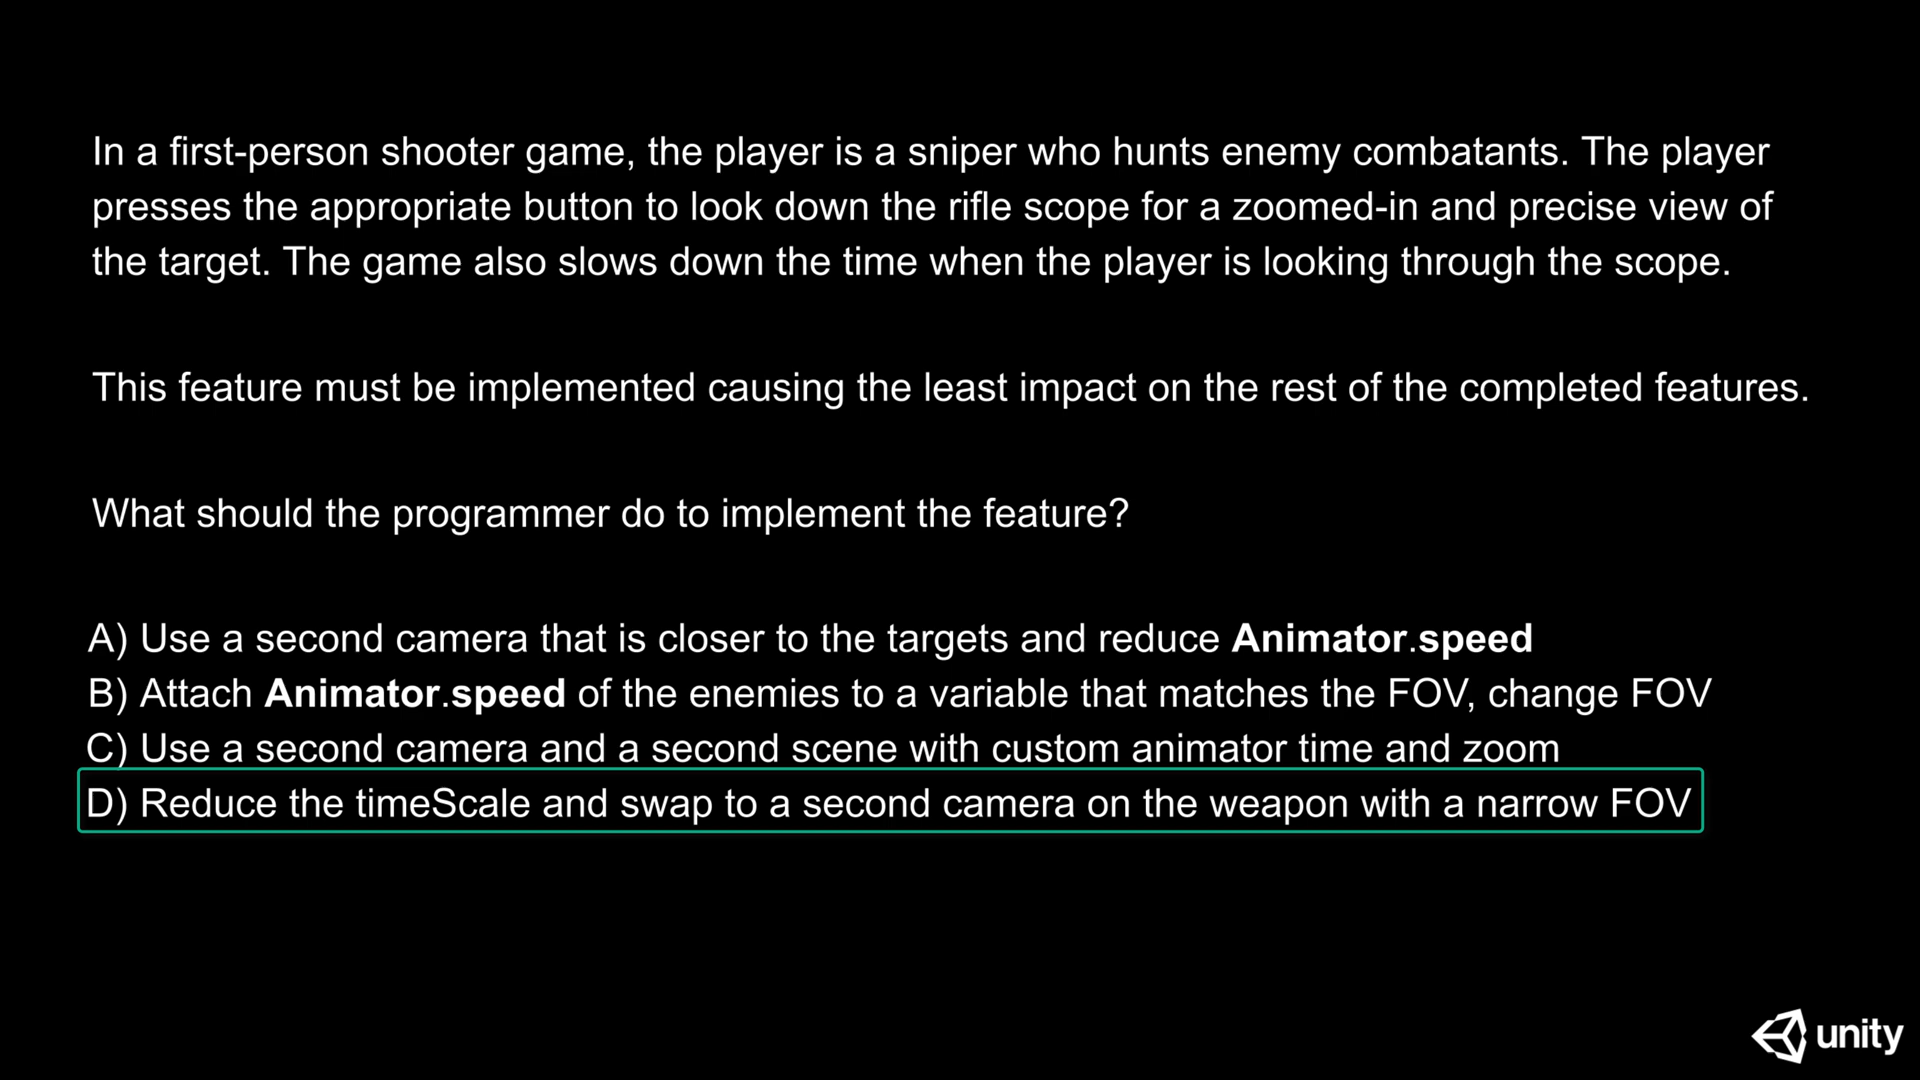 In a first-person shooter game, the player is a sniper who hunts enemy combatants. The player
presses the appropriate button to look down the rifle scope for a zoomed-in and precise view of
the target. The game also slows down the time when the player is looking through the scope.
This feature must be implemented causing the least impact on the rest of the completed features.
What should the programmer do to implement the feature?
A) Use a second camera that is closer to the targets and reduce Animator.speed
B) Attach Animator.speed of the enemies to a variable that matches the FOV, change FOV
C) Use a second camera and a second scene with custom animator time and zoom
D) Reduce the timeScale and swap to a second camera on the weapon with a narrow FOV
unity